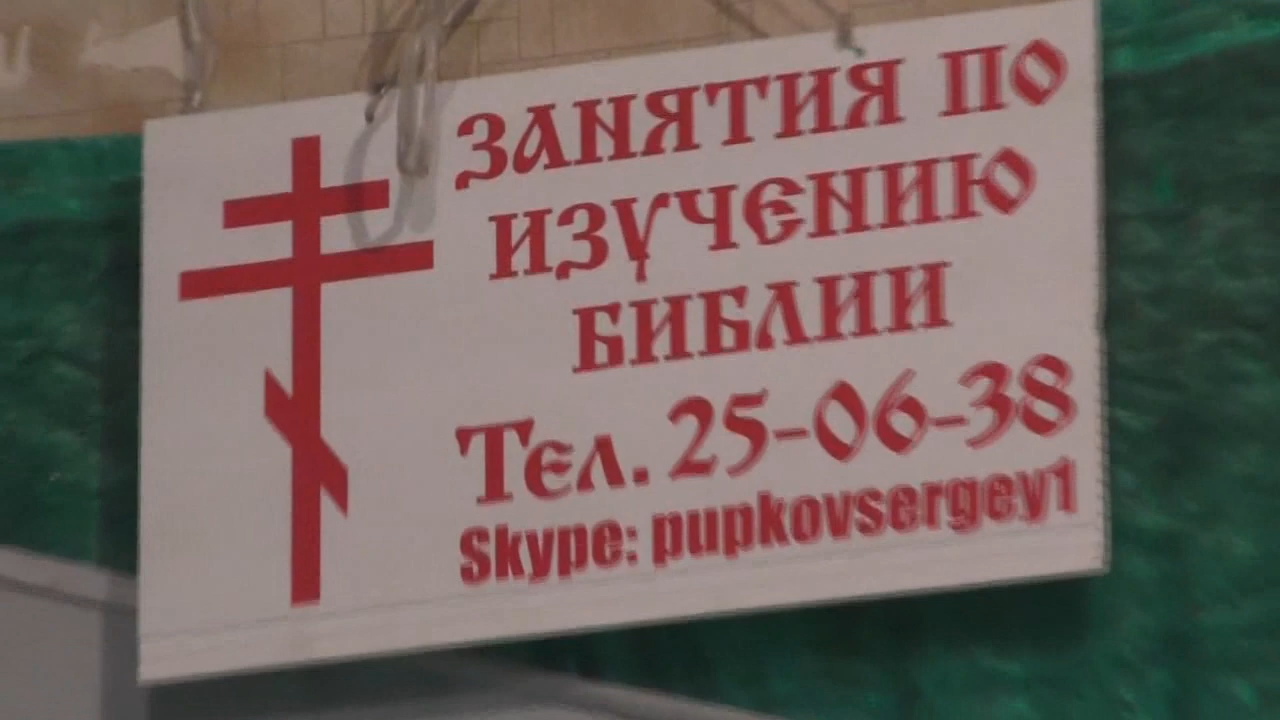 ЗАНЯТИЯ ПО
ИЗУЧЕНИЮ
БИБЛИИ
Тел. 25-06-38
Skype: pupkovsergey1